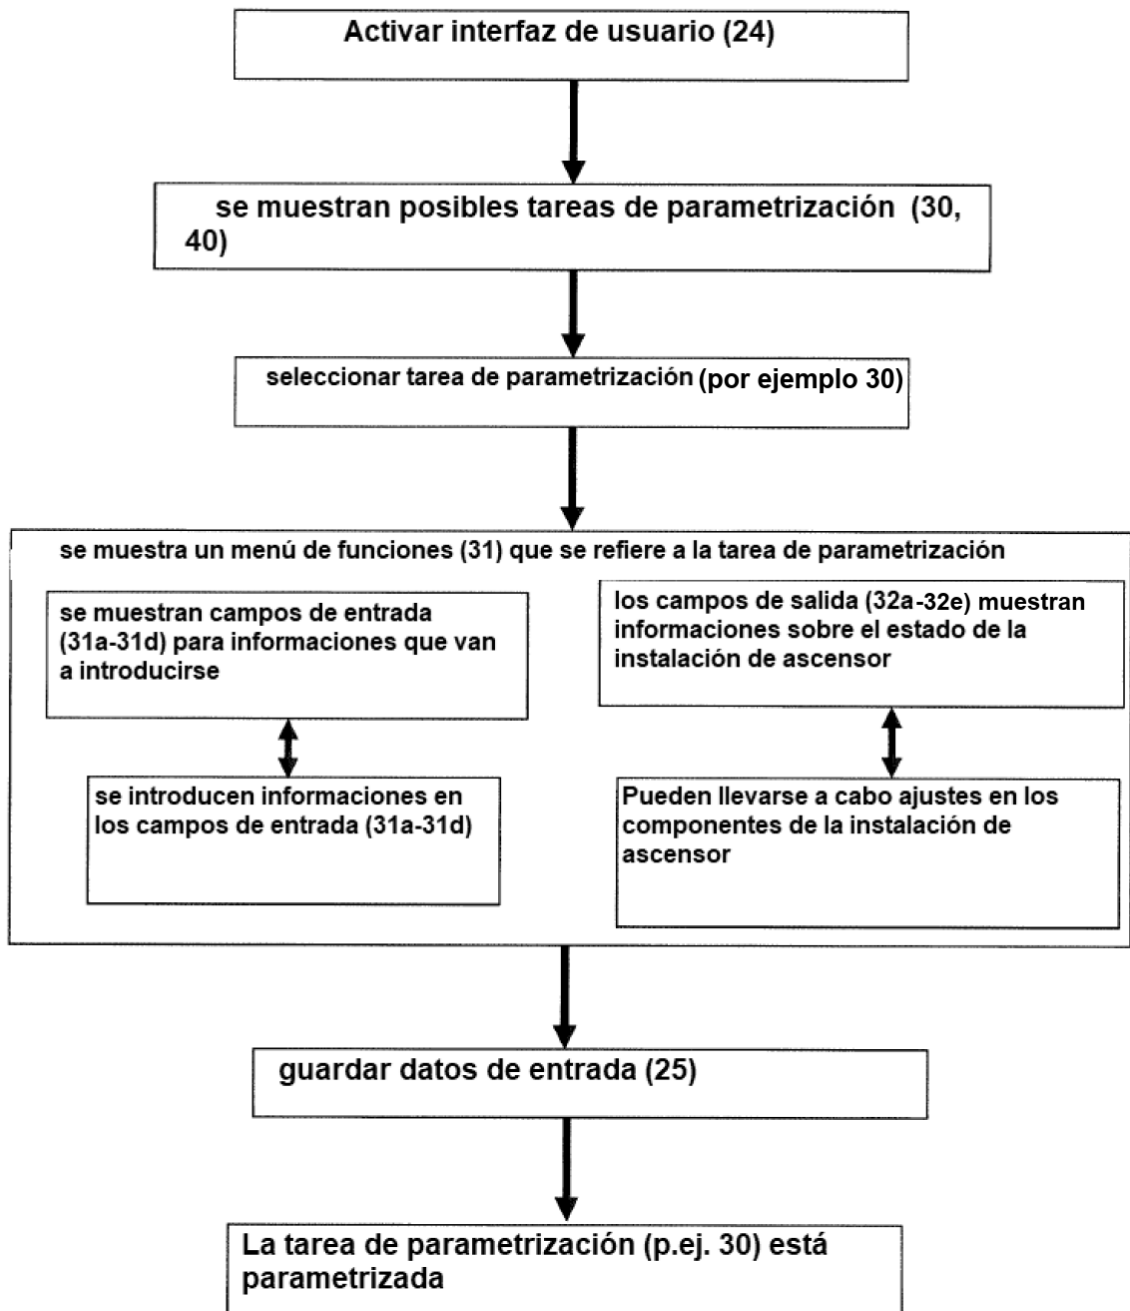 Activar interfaz de usuario (24)
se muestran posibles tareas de parametrización (30,
40)
seleccionar tarea de parametrización (por ejemplo 30)
se muestra un menú de funciones (31) que se refiere a la tarea de parametrización
se muestran campos de entrada
(31a-31d) para informaciones que van
a introducirse
se introducen informaciones en
los campos de entrada (31a-31d)
los campos de salida (32a-32e) muestran
informaciones sobre el estado de la
instalación de ascensor
Pueden llevarse a cabo ajustes en los
componentes de la instalación de
ascensor
guardar datos de entrada (25)
La tarea de parametrización (p.ej. 30) está
parametrizada